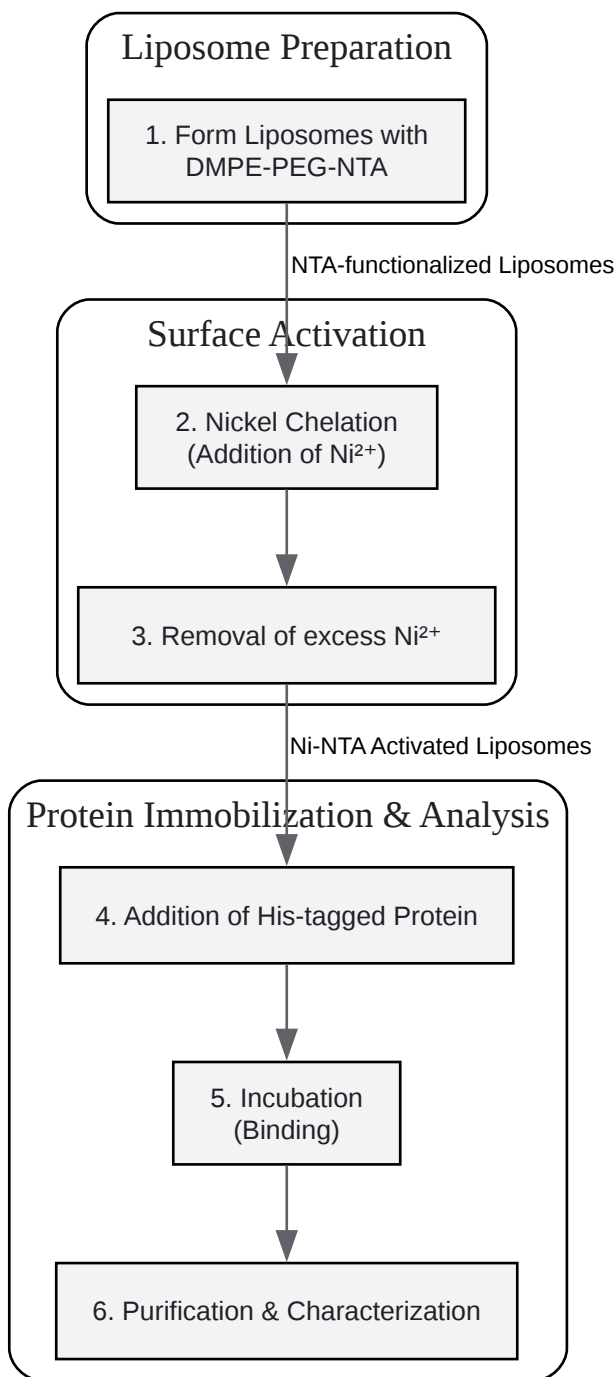 Liposome Preparation
1. Form Liposomes with
DMPE-PEG-NTA
NTA-functionalized Liposomes
Surface Activation
2. Nickel Chelation
(Addition of Ni²⁺)
3. Removal of excess Ni²⁺
Ni-NTA Activated Liposomes
Protein Immobilization & Analysis
4. Addition of His-tagged Protein
5. Incubation
(Binding)
6. Purification & Characterization